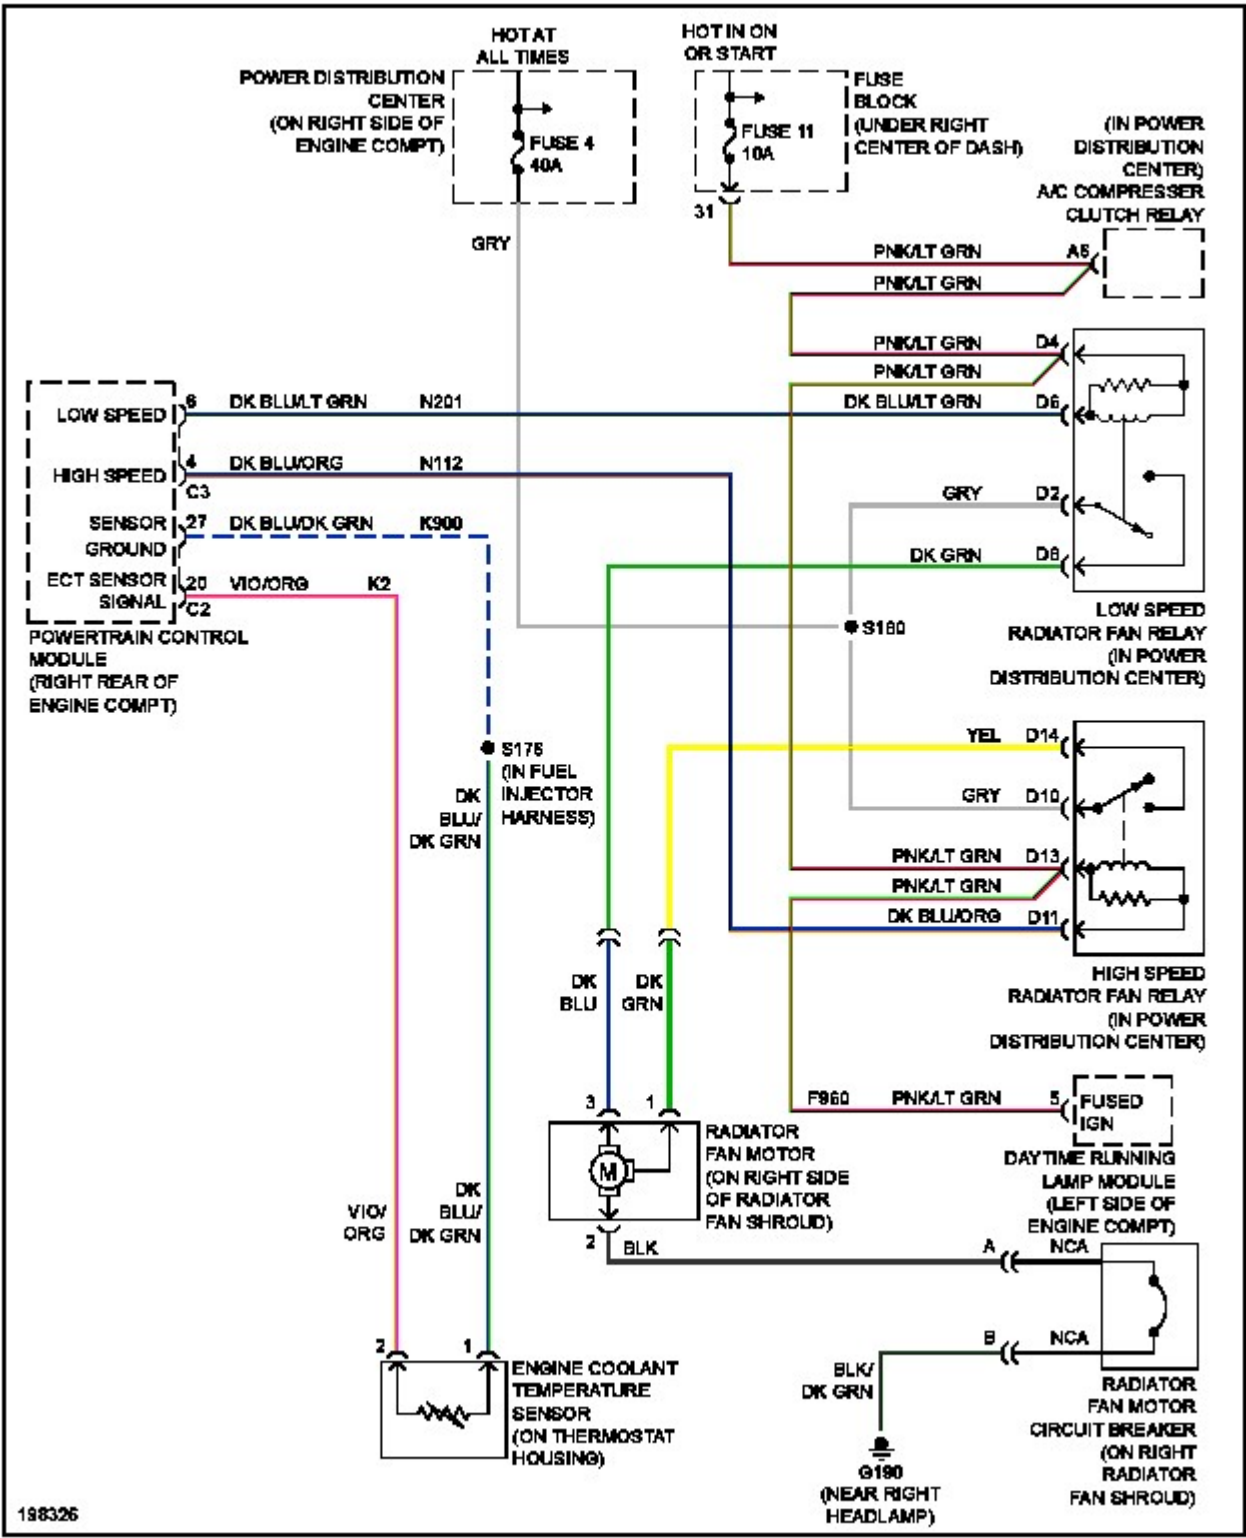 HOT AT
ALL TIMES
HOT IN ON
OR START
POWER DISTRIBUTION
CENTER
(ON RIGHT SIDE OF
ENGINE COMPT)
FUSE 4
40A
FUSE 11
10A
FUSE
BLOCK
(UNDER RIGHT
CENTER OF DASH)
(IN POWER
DISTRIBUTION
CENTER)
A/C COMPRESSER
CLUTCH RELAY
31
GRY
PNK/LT GRN
A6
PNK/LT GRN
PNK/LT GRN
D4
PNK/LT GRN
LOW SPEED
6
DK BLU/LT GRN
N201
DK BLU/LT GRN
D6
HIGH SPEED
4
DK BLU/ORG
N112
C3
GRY
D2
SENSOR
GROUND
27
DK BLU/DK GRN
K900
DK GRN
D8
ECT SENSOR
SIGNAL
20
VIO/ORG
K2
C2
POWERTRAIN CONTROL
MODULE
(RIGHT REAR OF
ENGINE COMPT)
LOW SPEED
RADIATOR FAN RELAY
(IN POWER
DISTRIBUTION CENTER)
S180
YEL
D14
S176
(IN FUEL
INJECTOR
HARNESS)
DK
BLU/
DK GRN
GRY
D10
PNK/LT GRN
D13
PNK/LT GRN
DK BLU/ORG
D11
DK
BLU
DK
GRN
HIGH SPEED
RADIATOR FAN RELAY
(IN POWER
DISTRIBUTION CENTER)
3
1
F960
PNK/LT GRN
5
FUSED
IGN
RADIATOR
FAN MOTOR
(ON RIGHT SIDE
OF RADIATOR
FAN SHROUD)
M
DAYTIME RUNNING
LAMP MODULE
(LEFT SIDE OF
ENGINE COMPT)
VIO/
ORG
DK
BLU/
DK GRN
2
BLK
A
NCA
B
NCA
2
1
ENGINE COOLANT
TEMPERATURE
SENSOR
(ON THERMOSTAT
HOUSING)
BLK/
DK GRN
RADIATOR
FAN MOTOR
CIRCUIT BREAKER
(ON RIGHT
RADIATOR
FAN SHROUD)
G190
(NEAR RIGHT
HEADLAMP)
198326